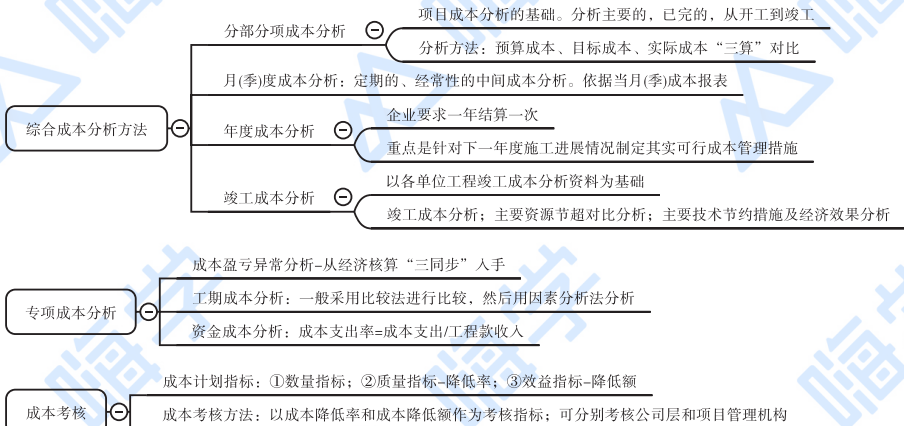 综合成本分析方法
分部分项成本分析
项目成本分析的基础。分析主要的，已完的，从开工到竣工
分析方法：预算成本、目标成本、实际成本“三算”对比
月(季)度成本分析：定期的、经常性的中间成本分析。依据当月(季)成本报表
年度成本分析
企业要求一年结算一次
重点是针对下一年度施工进展情况制定其实可行成本管理措施
竣工成本分析
以各单位工程竣工成本分析资料为基础
竣工成本分析；主要资源节超对比分析；主要技术节约措施及经济效果分析
专项成本分析
成本盈亏异常分析-从经济核算“三同步”入手
工期成本分析：一般采用比较法进行比较，然后用因素分析法分析
资金成本分析：成本支出率=成本支出/工程款收入
成本考核
成本计划指标：①数量指标；②质量指标-降低率；③效益指标-降低额
成本考核方法：以成本降低率和成本降低额作为考核指标；可分别考核公司层和项目管理机构
嗨学
嗨学